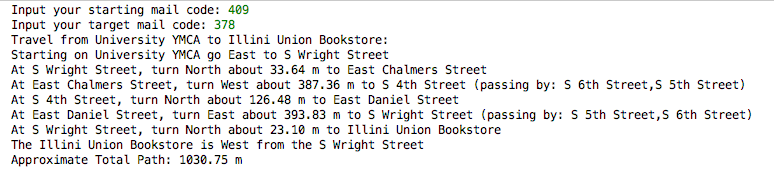 Input your starting mail code: 409
Input your target mail code: 378
Travel from University YMCA to Illini Union Bookstore:
Starting on University YMCA go East to S Wright Street
At S Wright Street, turn North about 33.64 m to East Chalmers Street
At East Chalmers Street, turn West about 387.36 m to S 4th Street (passing by: S 6th Street,S 5th Street)
At S 4th Street, turn North about 126.48 m to East Daniel Street
At East Daniel Street, turn East about 393.83 m to S Wright Street (passing by: S 5th Street,S 6th Street)
At S Wright Street, turn North about 23.10 m to Illini Union Bookstore
The Illini Union Bookstore is West from the S Wright Street
Approximate Total Path: 1030.75 m